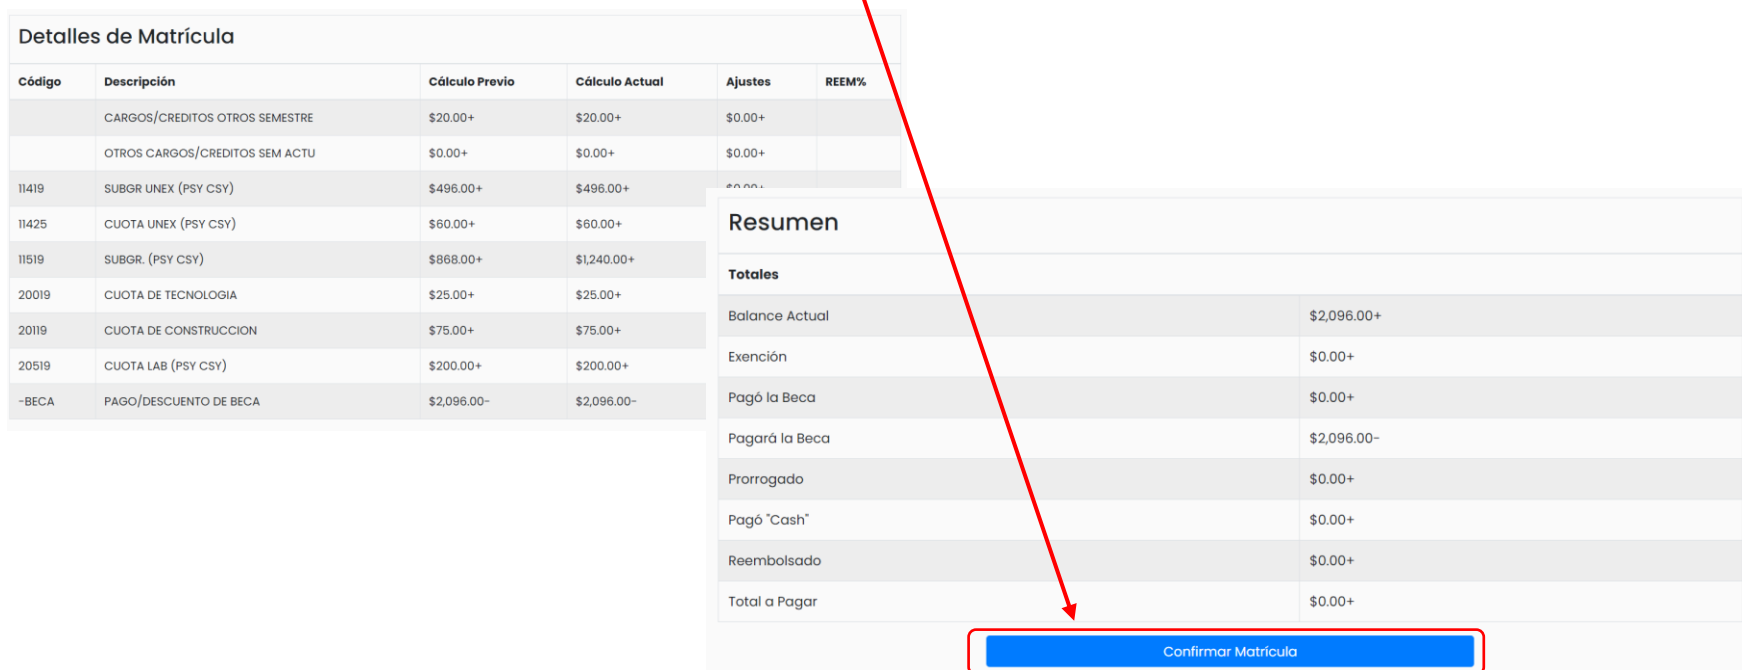 Detalles de Matrícula
Código Descripción Cálculo Previo Cálculo Actual Ajustes REEM%
CARGOS/CREDITOS OTROS SEMESTRE $20.00+ $20.00+ $0.00+
OTROS CARGOS/CREDITOS SEM ACTU $0.00+ $0.00+ $0.00+
11419 SUBGR UNEX (PSY CSY) $496.00+ $496.00+
11425 CUOTA UNEX (PSY CSY) $60.00+ $60.00+
11519 SUBGR. (PSY CSY) $868.00+ $1,240.00+
20019 CUOTA DE TECNOLOGIA $25.00+ $25.00+
20119 CUOTA DE CONSTRUCCION $75.00+ $75.00+
20519 CUOTA LAB (PSY CSY) $200.00+ $200.00+
-BECA PAGO/DESCUENTO DE BECA $2,096.00- $2,096.00-
Resumen
Totales
Balance Actual $2,096.00+
Exención $0.00+
Pagó la Beca $0.00+
Pagará la Beca $2,096.00-
Prorrogado $0.00+
Pagó "Cash" $0.00+
Reembolsado $0.00+
Total a Pagar $0.00+
Confirmar Matrícula